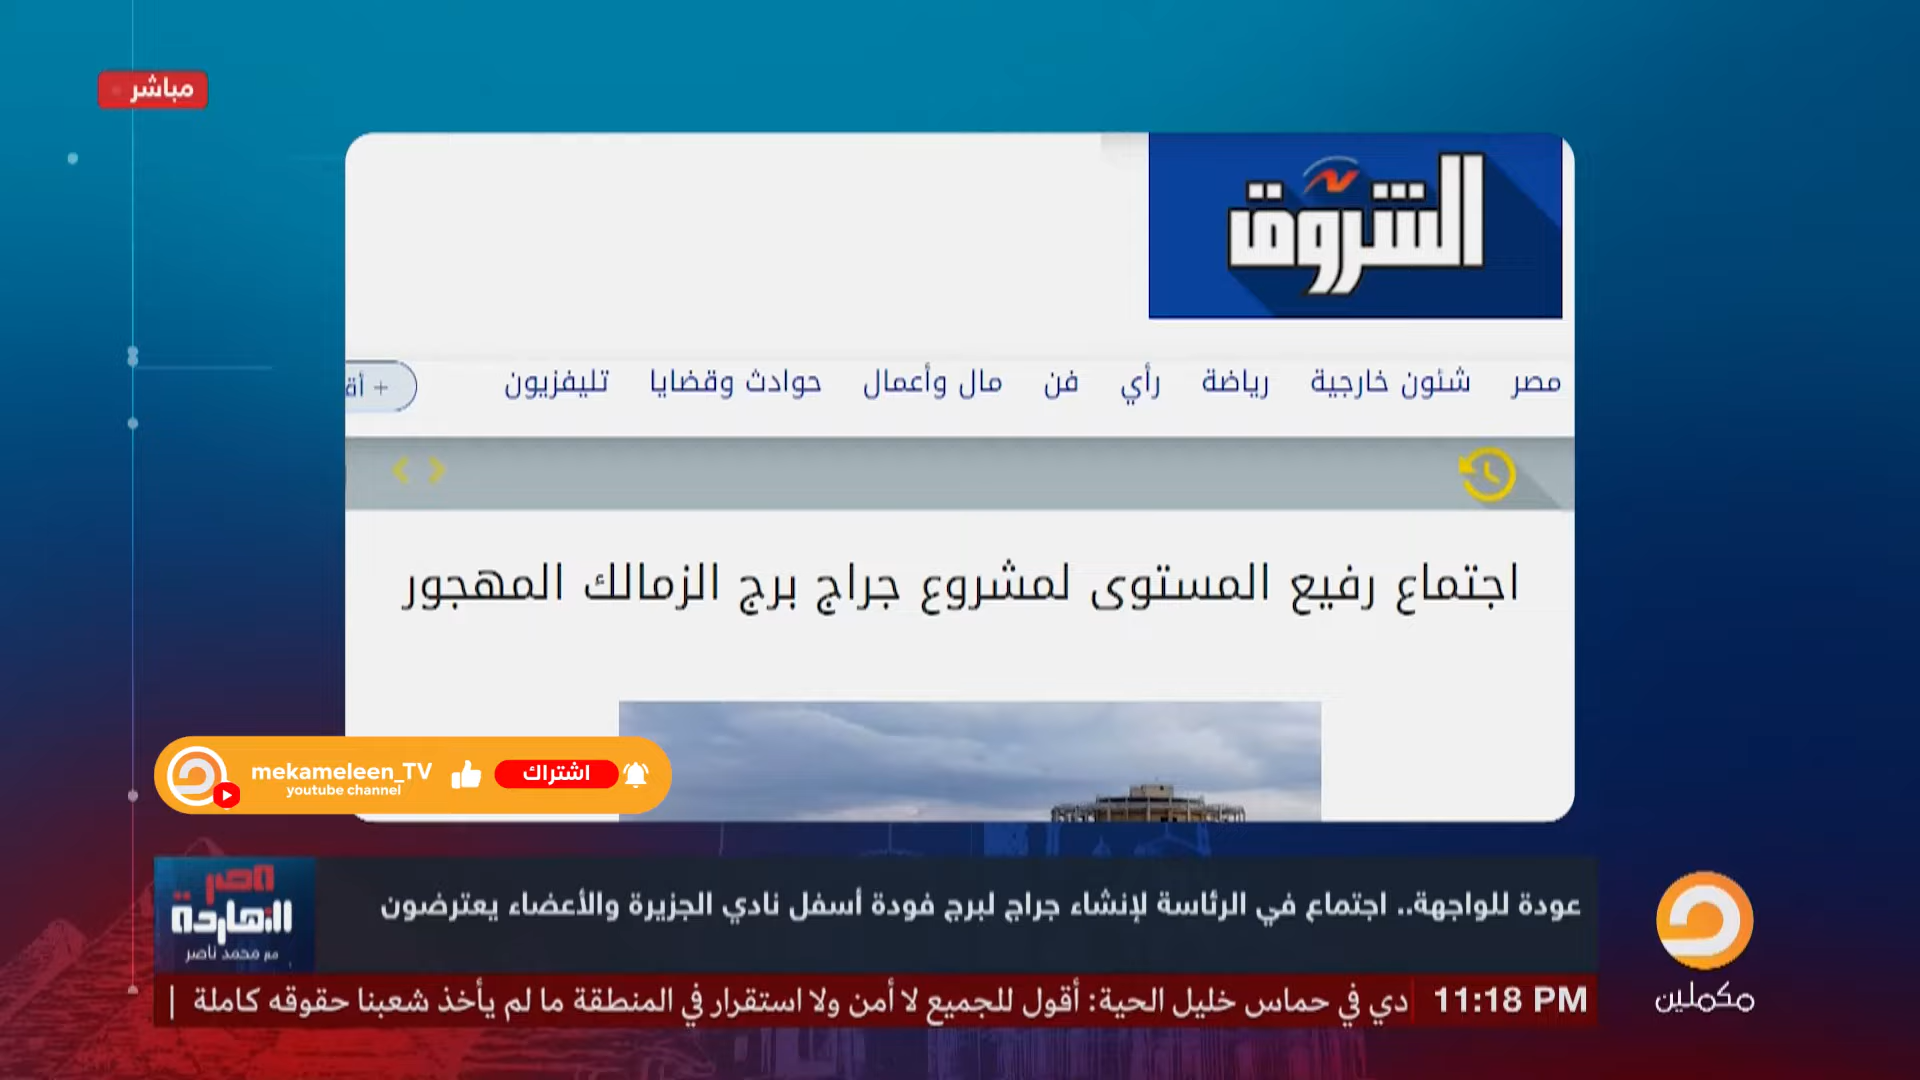 مباشر
الشروق
مصر شئون خارجية رياضة رأي فن مال وأعمال حوادث وقضايا تليفزيون + أق
اجتماع رفيع المستوى لمشروع جراج برج الزمالك المهجور
mekameleen_TV
youtube channel
اشتراك
مصر
النهاردة
مع محمد ناصر
عودة للواجهة.. اجتماع في الرئاسة لإنشاء جراج لبرج فودة أسفل نادي الجزيرة والأعضاء يعترضون
11:18 PM دي في حماس خليل الحية: أقول للجميع لا أمن ولا استقرار في المنطقة ما لم يأخذ شعبنا حقوقه كاملة |
مكملين